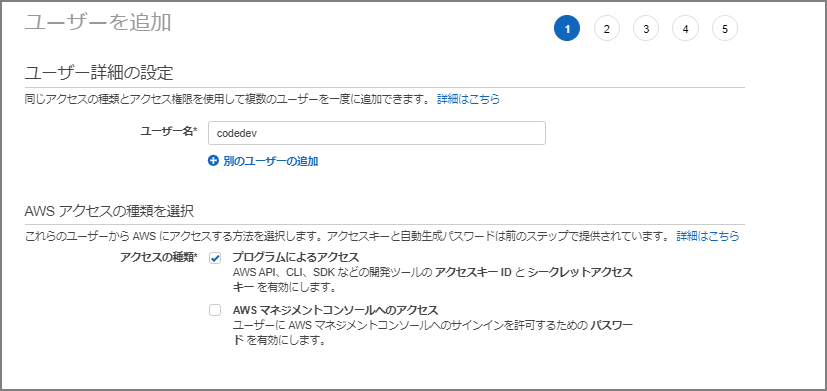 ユーザーを追加
1 2 3 4 5
ユーザー詳細の設定
同じアクセスの種類とアクセス権限を使用して複数のユーザーを一度に追加できます。 詳細はこちら
ユーザー名* codedev
別のユーザーの追加
AWS アクセスの種類を選択
これらのユーザーから AWS にアクセスする方法を選択します。アクセスキーと自動生成パスワードは前のステップで提供されています。 詳細はこちら
アクセスの種類* プログラムによるアクセス
AWS API、CLI、SDK などの開発ツールの アクセスキー ID と シークレットアクセス
キー を有効にします。
AWS マネジメントコンソールへのアクセス
ユーザーに AWS マネジメントコンソールへのサインインを許可するための パスワー
ド を有効にします。